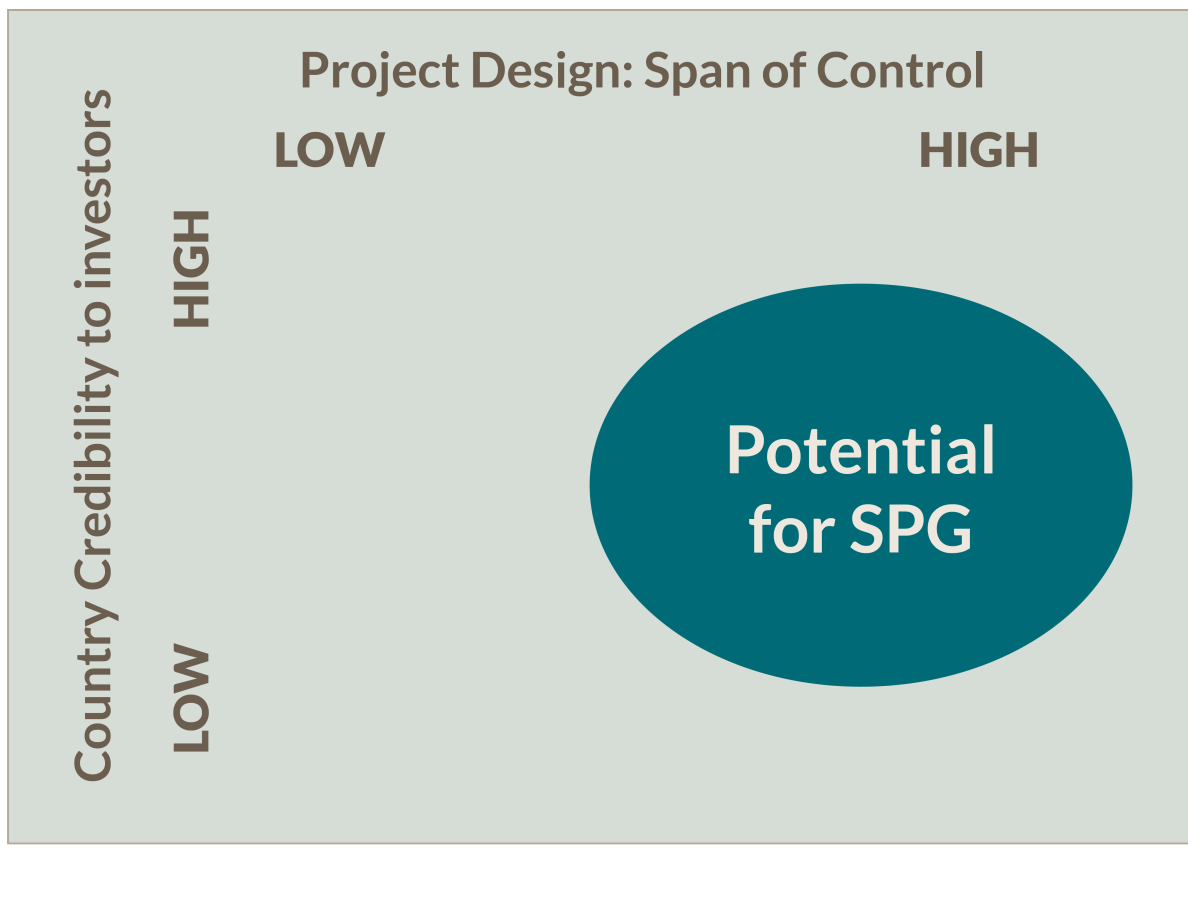 Project Design: Span of Control
LOW
HIGH
Country Credibility to investors
HIGH
LOW
Potential
for SPG